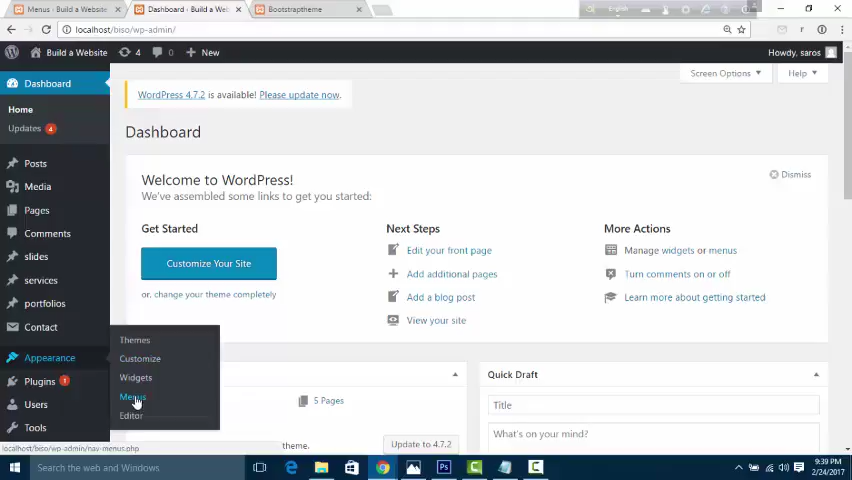 Menus ‹ Build a Website
Dashboard ‹ Build a Web
Bootstraptheme
localhost/biso/wp-admin/
Build a Website
4
0
New
Howdy, saros
Dashboard
Home
Updates 4
Posts
Media
Pages
Comments
slides
services
portfolios
Contact
Appearance
Plugins 1
Users
Tools
Themes
Customize
Widgets
Menus
Editor
Screen Options
Help
WordPress 4.7.2 is available! Please update now.
Dashboard
Welcome to WordPress!
Dismiss
We've assembled some links to get you started:
Get Started
Customize Your Site
or, change your theme completely
Next Steps
Edit your front page
Add additional pages
Add a blog post
View your site
More Actions
Manage widgets or menus
Turn comments on or off
Learn more about getting started
5 Pages
theme.
Update to 4.7.2
Quick Draft
Title
What's on your mind?
localhost/biso/wp-admin/nav-menus.php
Search the web and Windows
9:39 PM
2/24/2017